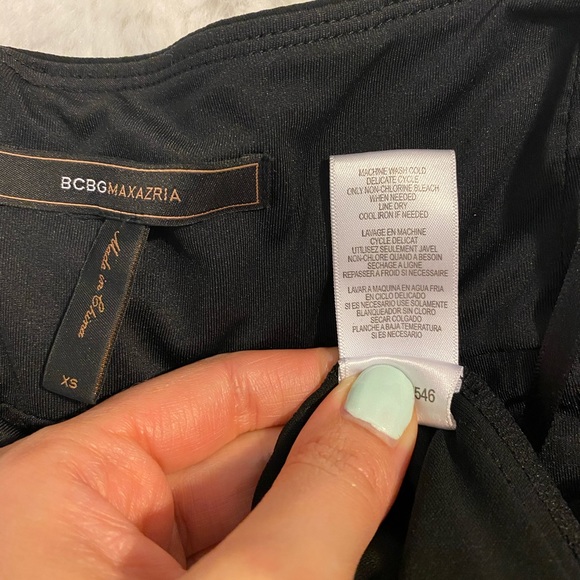 BCBGMAXAZRIA
Made in China
XS
MACHINE WASH COLD
DELICATE CYCLE
ONLY NON-CHLORINE BLEACH
WHEN NEEDED
LINE DRY
COOL IRON IF NEEDED
LAVAGE EN MACHINE
CYCLE DELICAT
UTILISEZ SEULEMENT JAVEL
NON-CHLORE QUAND A BESOIN
SECHAGE A LIGNE
REPASSER A FROID SI NECESSAIRE
LAVAR A MAQUINA EN AGUA FRIA
EN CICLO DELICADO
SI ES NECESARIO USE SOLAMENTE
BLANQUEADOR SIN CLORO
SECAR COLGADO
PLANCHE A BAJA TEMPERATURA
SI ES NECESARIO
546